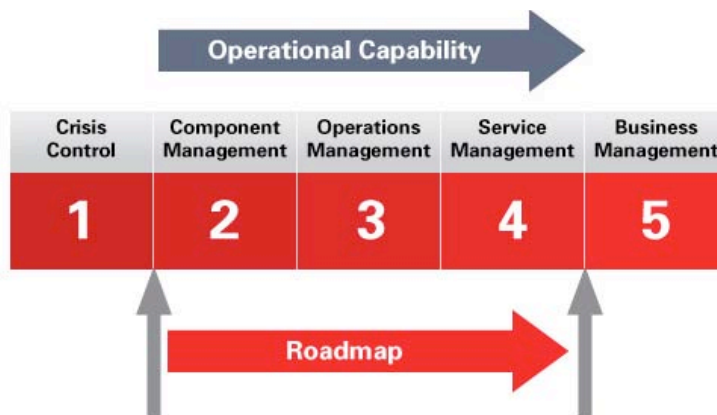 Operational Capability
Crisis
Control
Component
Management
Operations
Management
Service
Management
Business
Management
1
2
3
4
5
Roadmap